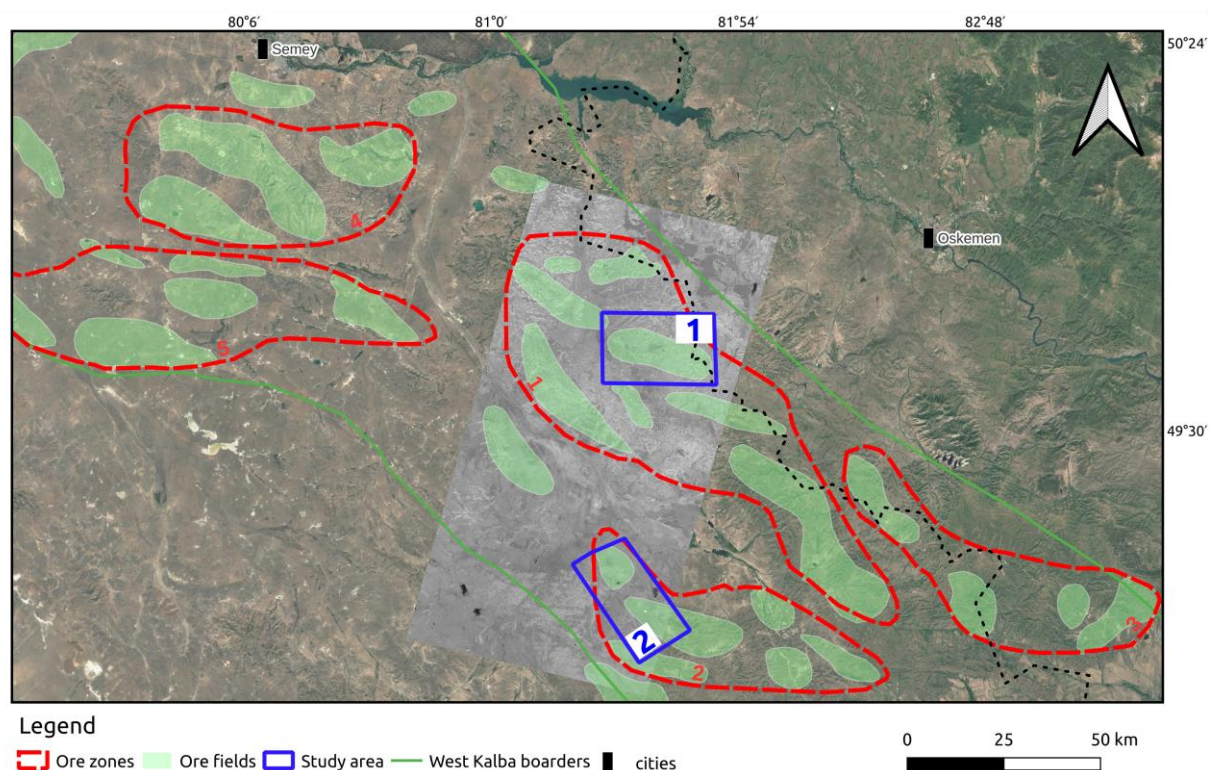 80°6′ 81°0′ 81°54′ 82°48′
50°24′
Semey
4
Oskemen
1
5
1
49°30′
3
2
2
Legend
Ore zones Ore fields Study area West Kalba boarders cities
0 25 50 km